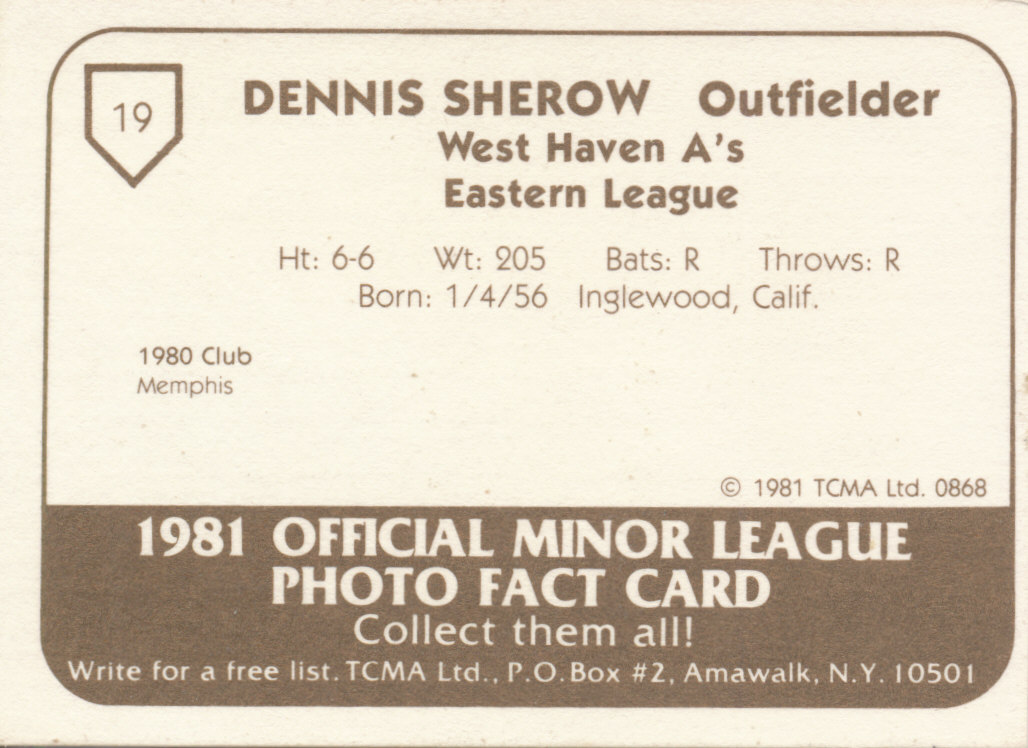 19
DENNIS SHEROW Outfielder
West Haven A's
Eastern League
Ht: 6-6 Wt: 205 Bats: R Throws: R
Born: 1/4/56 Inglewood, Calif.
1980 Club
Memphis
© 1981 TCMA Ltd. 0868
1981 OFFICIAL MINOR LEAGUE
PHOTO FACT CARD
Collect them all!
Write for a free list. TCMA Ltd., P.O. Box #2, Amawalk, N.Y. 10501